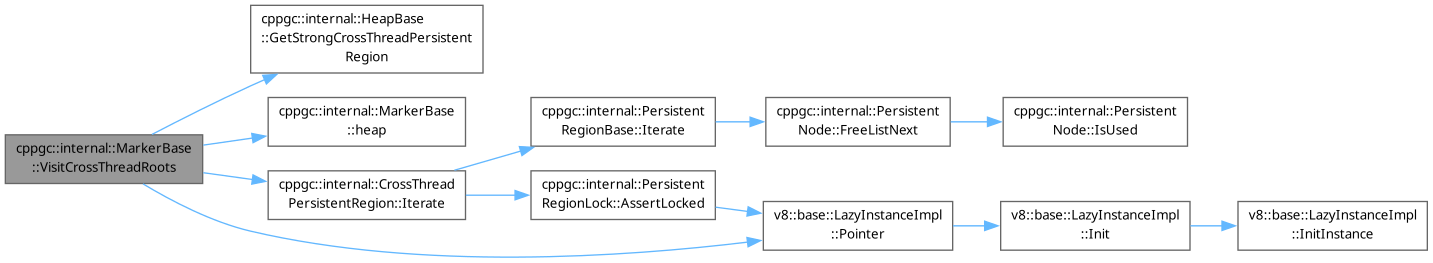 cppgc::internal::HeapBase
::GetStrongCrossThreadPersistent
Region
cppgc::internal::MarkerBase
::heap
cppgc::internal::MarkerBase
::VisitCrossThreadRoots
cppgc::internal::CrossThread
PersistentRegion::Iterate
cppgc::internal::Persistent
RegionBase::Iterate
cppgc::internal::Persistent
Node::FreeListNext
cppgc::internal::Persistent
Node::IsUsed
cppgc::internal::Persistent
RegionLock::AssertLocked
v8::base::LazyInstanceImpl
::Pointer
v8::base::LazyInstanceImpl
::Init
v8::base::LazyInstanceImpl
::InitInstance